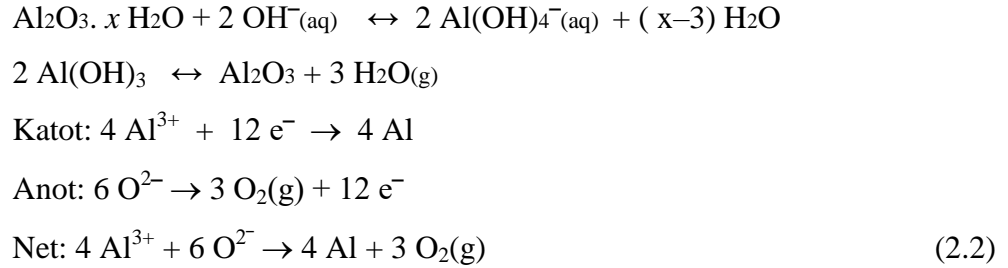 Al₂O₃. x H₂O + 2 OH⁻(aq) ↔ 2 Al(OH)₄⁻(aq) + ( x–3) H₂O
2 Al(OH)₃ ↔ Al₂O₃ + 3 H₂O(g)
Katot: 4 Al³⁺ + 12 e⁻ → 4 Al
Anot: 6 O²⁻ → 3 O₂(g) + 12 e⁻
Net: 4 Al³⁺ + 6 O²⁻ → 4 Al + 3 O₂(g) (2.2)